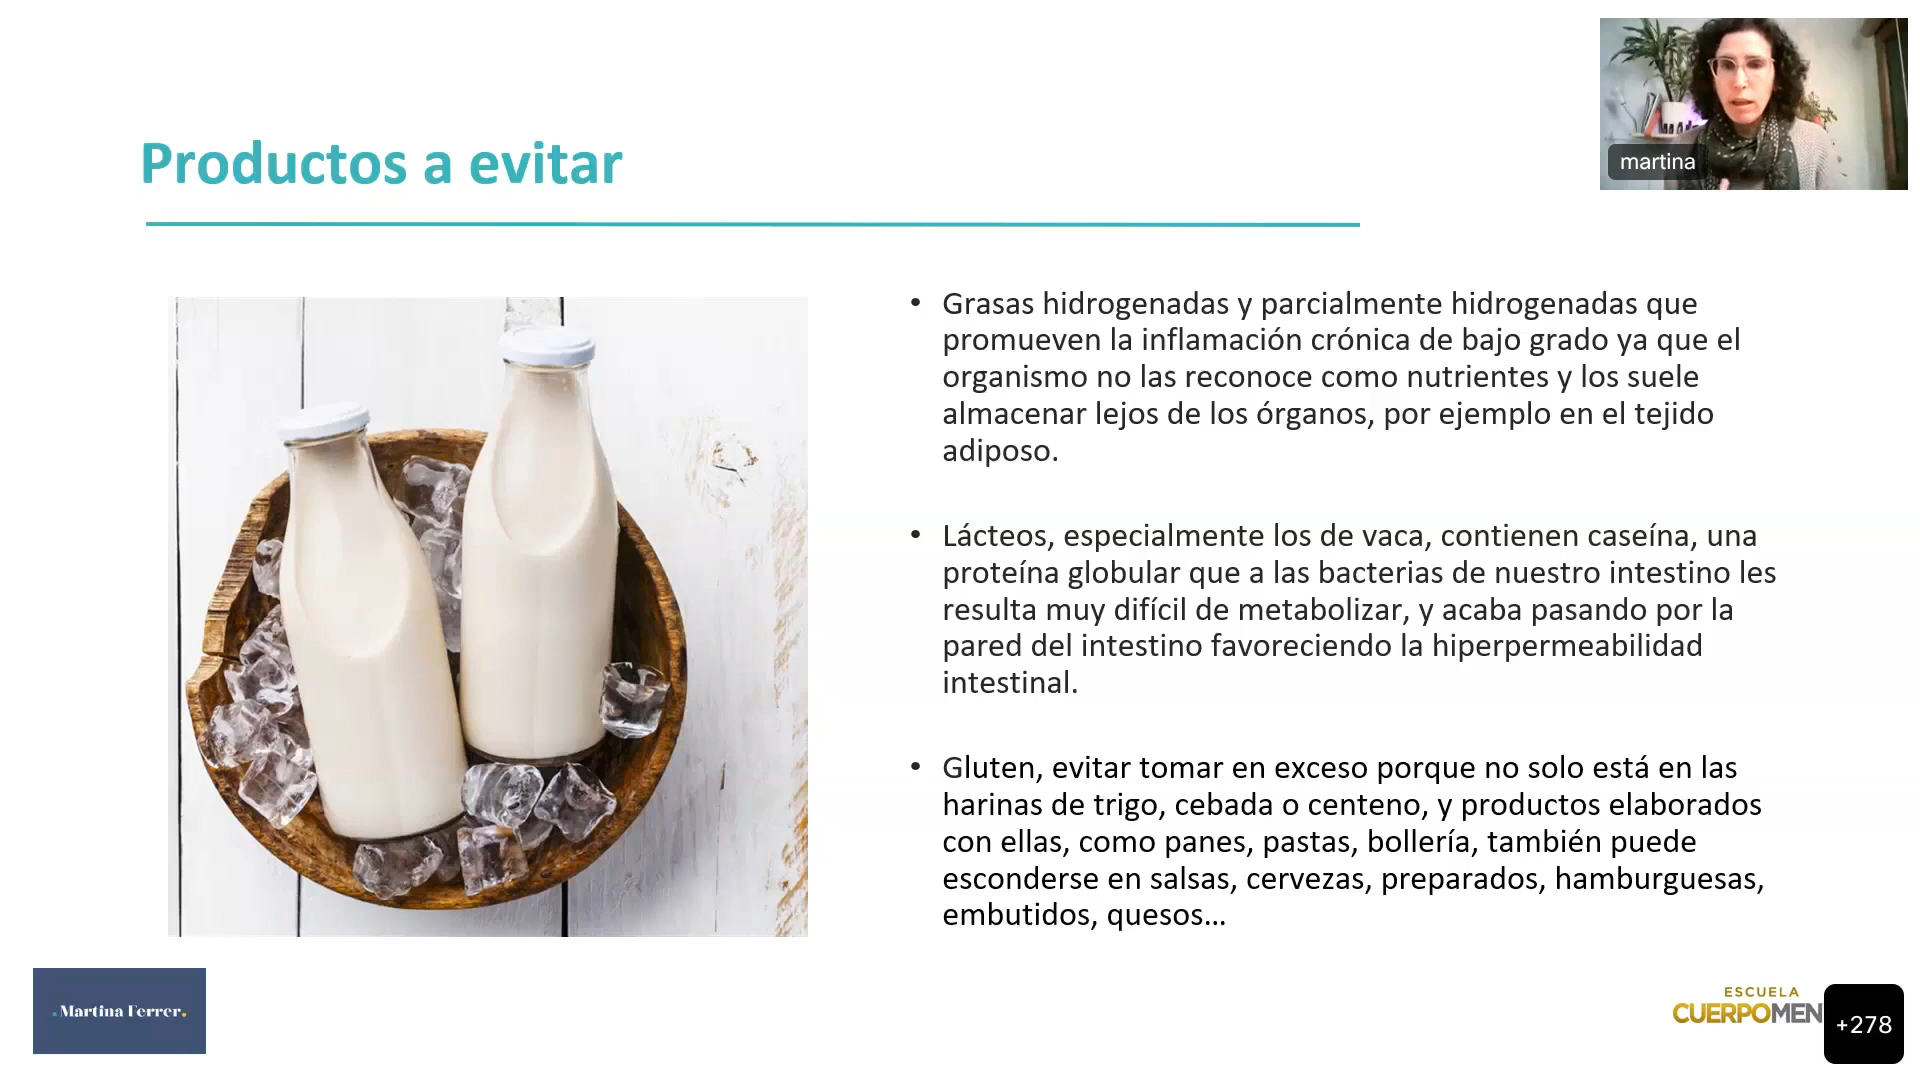 martina
Productos a evitar
• Grasas hidrogenadas y parcialmente hidrogenadas que
promueven la inflamación crónica de bajo grado ya que el
organismo no las reconoce como nutrientes y los suele
almacenar lejos de los órganos, por ejemplo en el tejido
adiposo.
• Lácteos, especialmente los de vaca, contienen caseína, una
proteína globular que a las bacterias de nuestro intestino les
resulta muy difícil de metabolizar, y acaba pasando por la
pared del intestino favoreciendo la hiperpermeabilidad
intestinal.
• Gluten, evitar tomar en exceso porque no solo está en las
harinas de trigo, cebada o centeno, y productos elaborados
con ellas, como panes, pastas, bollería, también puede
esconderse en salsas, cervezas, preparados, hamburguesas,
embutidos, quesos...
.Martina Ferrer.
ESCUELA
CUERPOMEN
+278